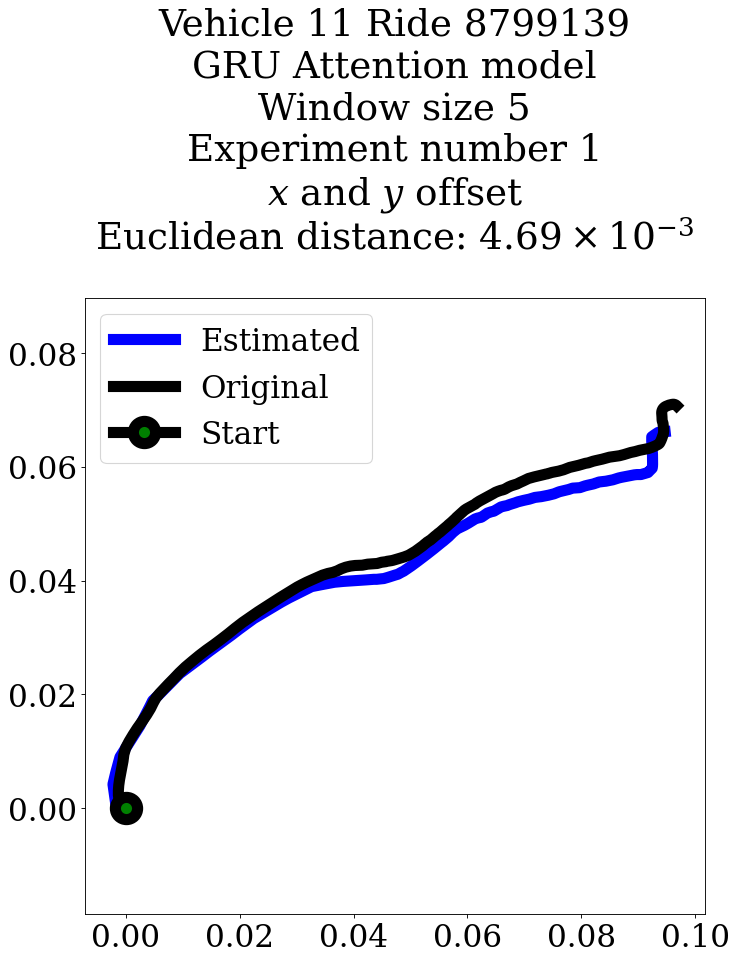 Vehicle 11 Ride 8799139
GRU Attention model
Window size 5
Experiment number 1
x and y offset
Euclidean distance: 4.69 × 10⁻³
Estimated
Original
Start
0.08
0.06
0.04
0.02
0.00
0.00 0.02 0.04 0.06 0.08 0.10